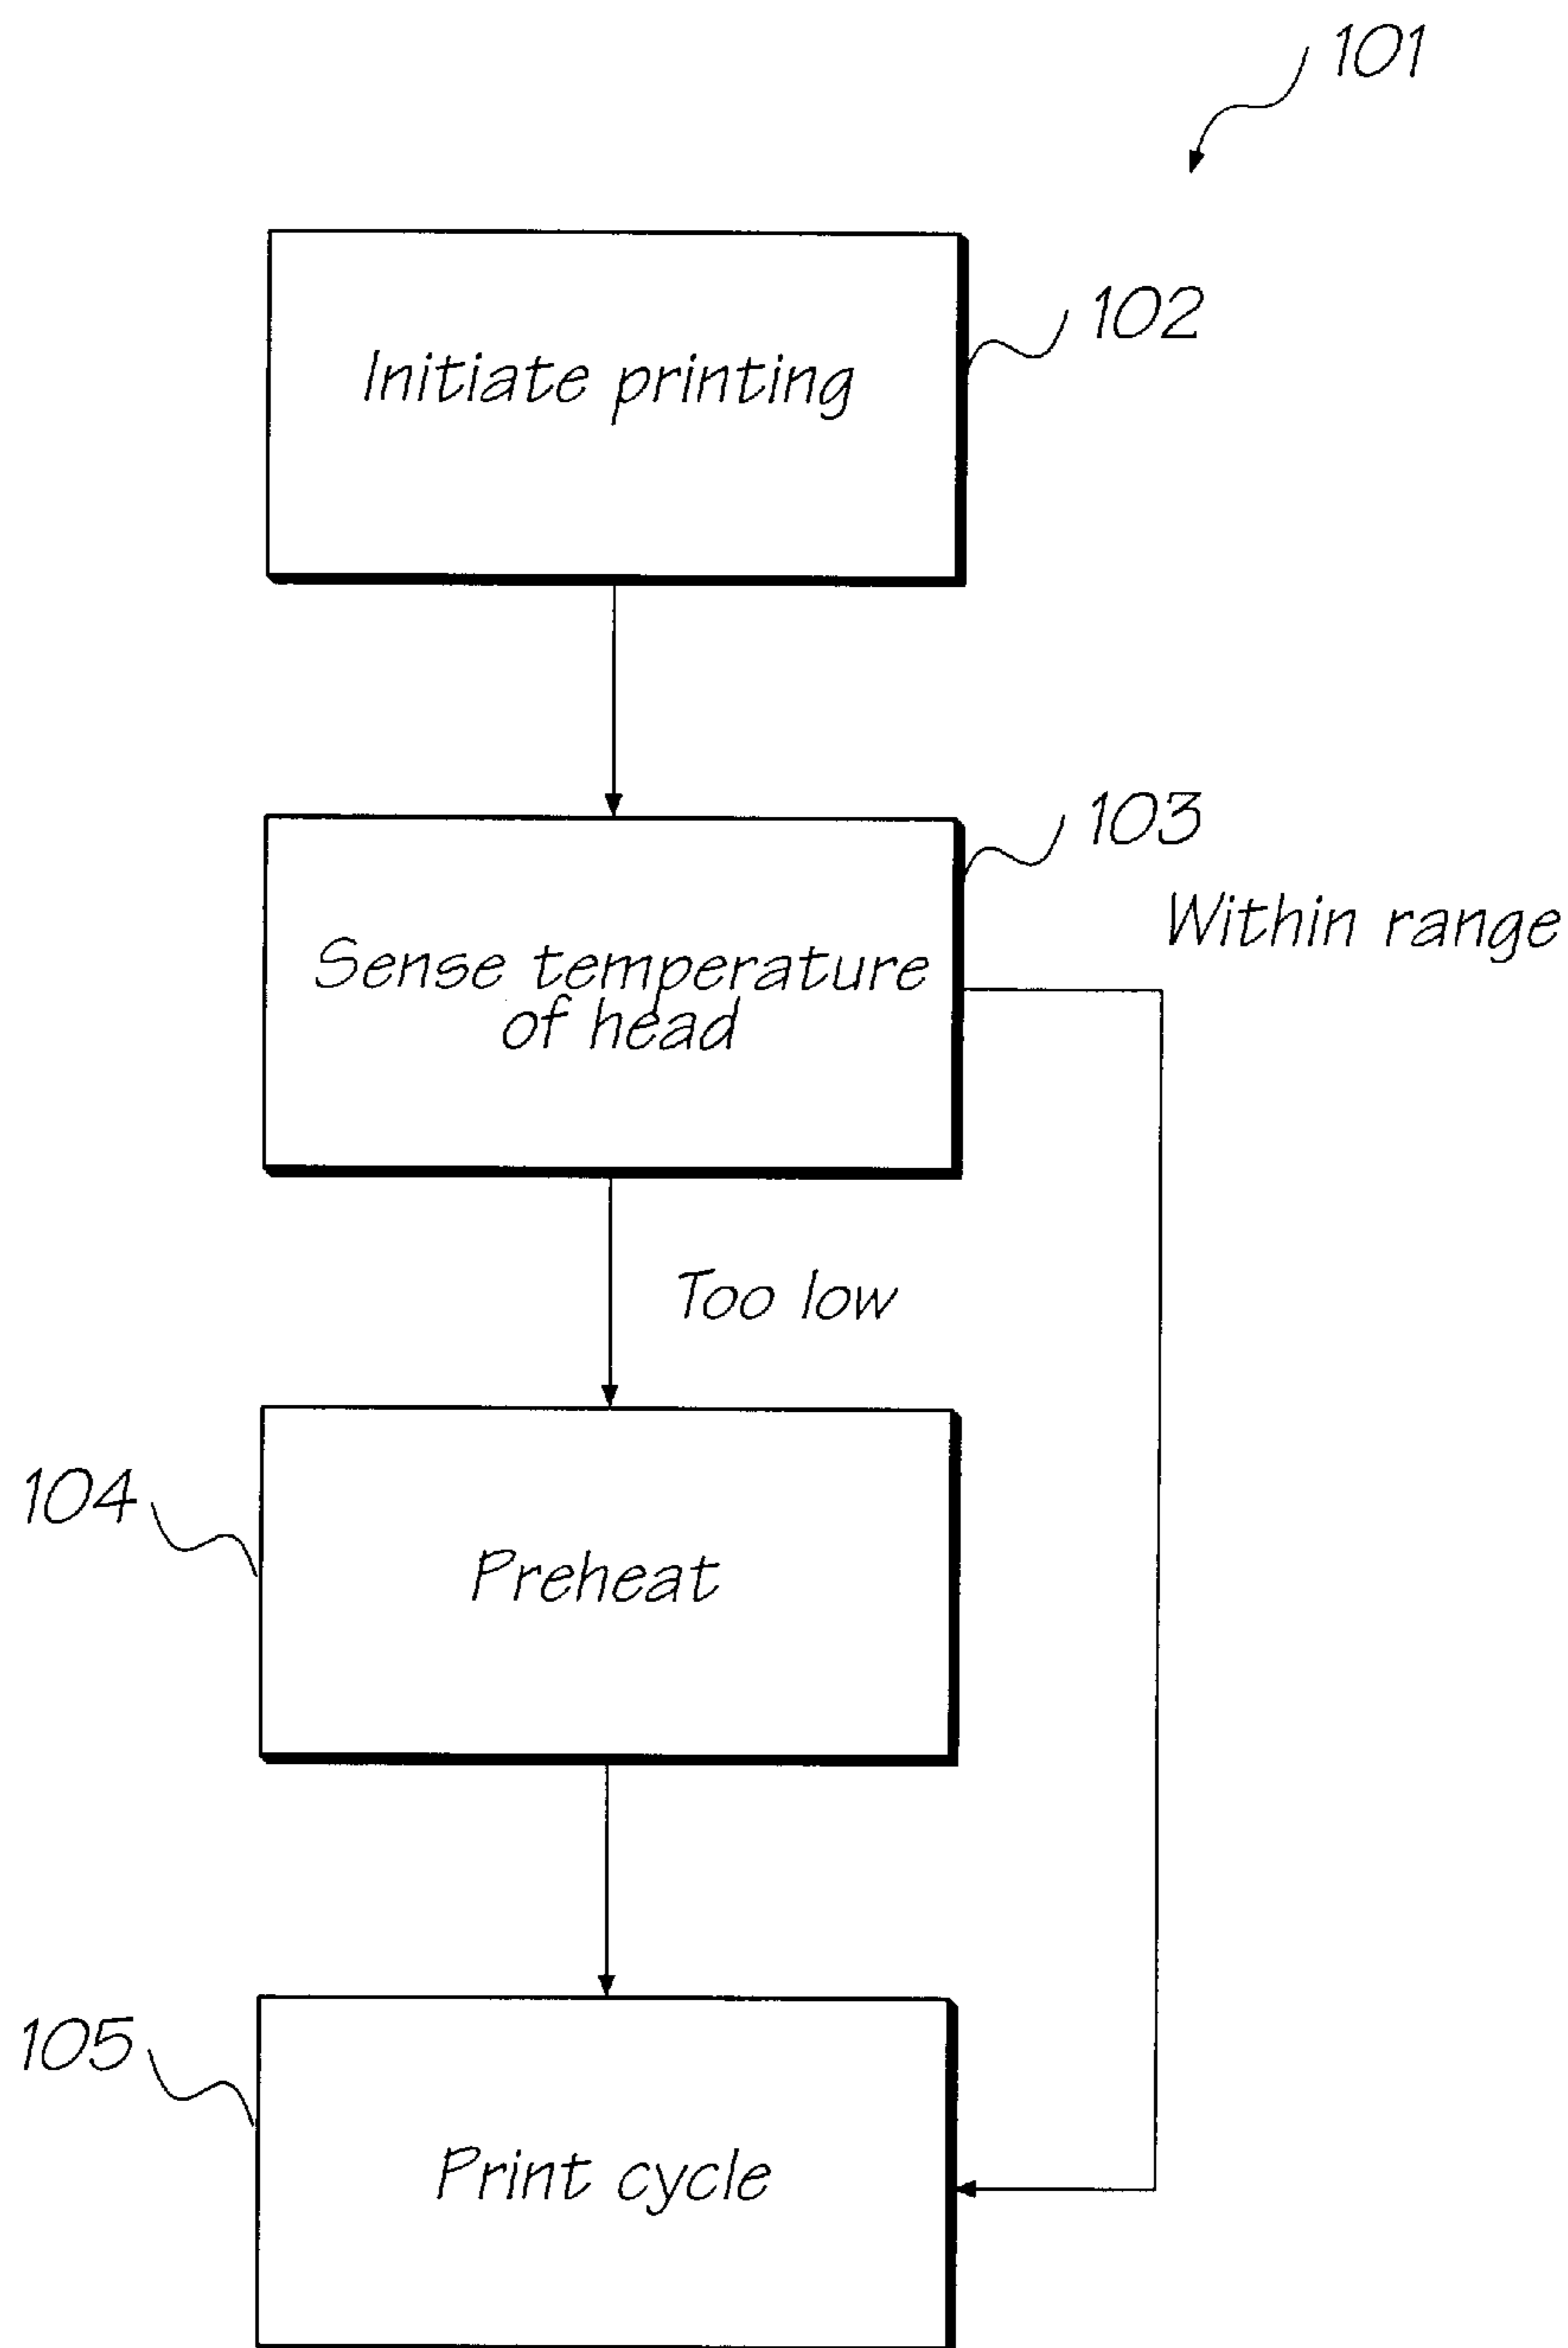 101
Initiate printing
102
103
Within range
Sense temperature
of head
Too low
104
Preheat
105
Print cycle